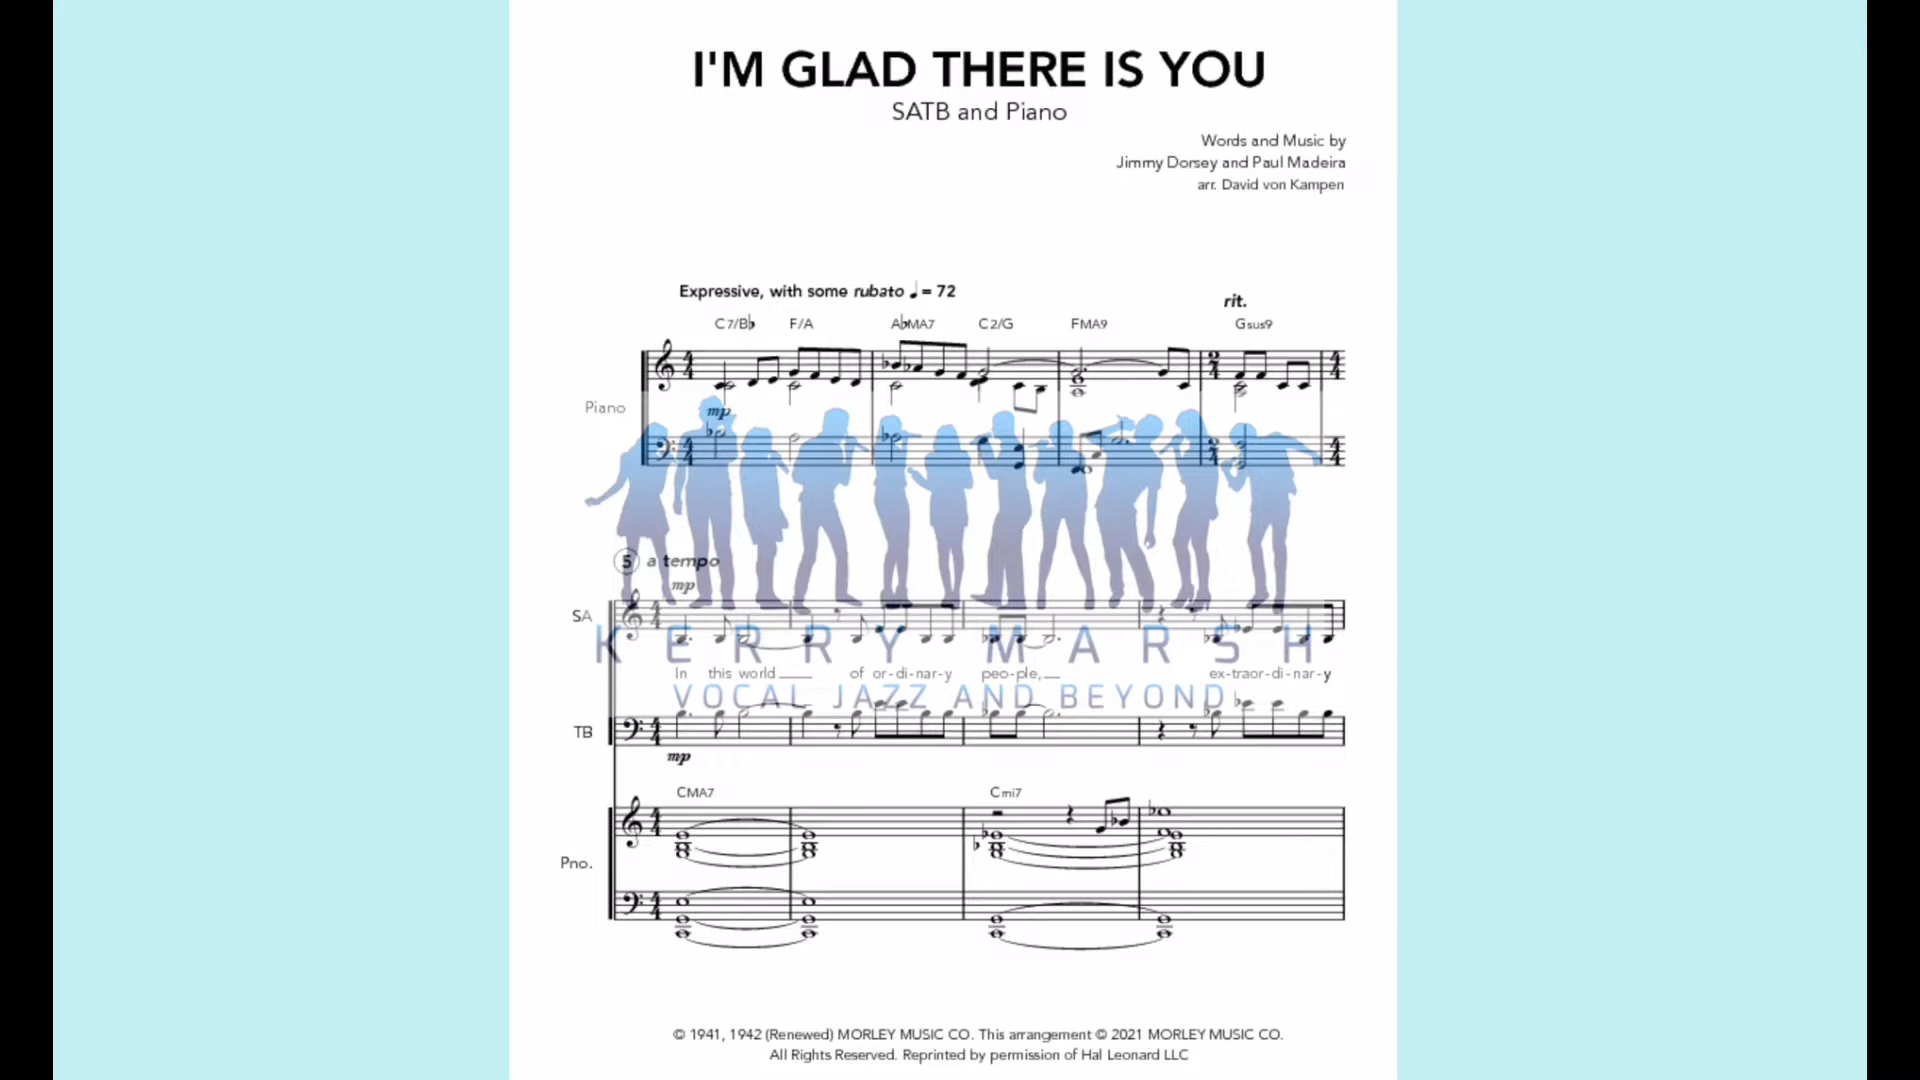 I'M GLAD THERE IS YOU
SATB and Piano
Words and Music by
Jimmy Dorsey and Paul Madeira
arr. David von Kampen
Expressive, with some rubato ♩ = 72
rit.
C7/B♭ F/A A♭MA7 C2/G FMA9 Gsus9
Piano
mp
5 a tempo
mp
SA
KERRY MARSH
In this world of or-di-nar-y peo-ple, ex-traor-di-nar-y
VOCAL JAZZ AND BEYOND
TB
mp
CMA7 Cmi7
Pno.
© 1941, 1942 (Renewed) MORLEY MUSIC CO. This arrangement © 2021 MORLEY MUSIC CO.
All Rights Reserved. Reprinted by permission of Hal Leonard LLC